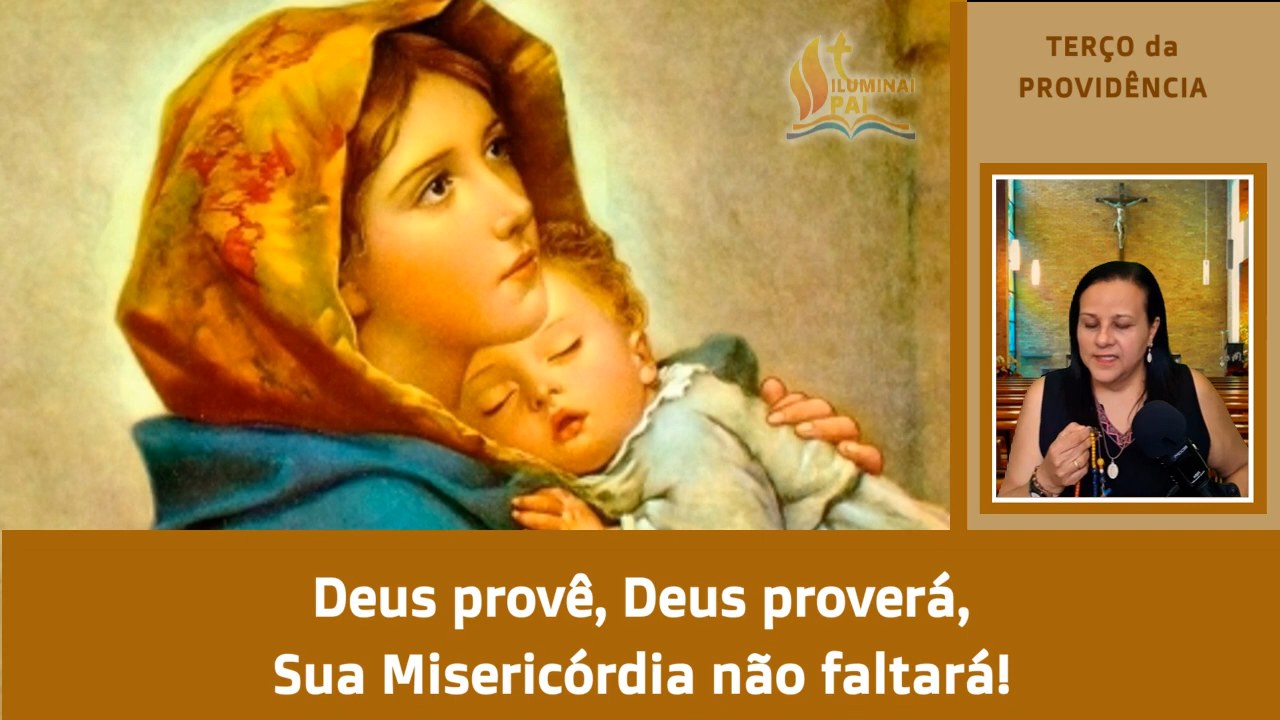 ILUMINAI
PAI
TERÇO da
PROVIDÊNCIA
Deus provê, Deus proverá,
Sua Misericórdia não faltará!